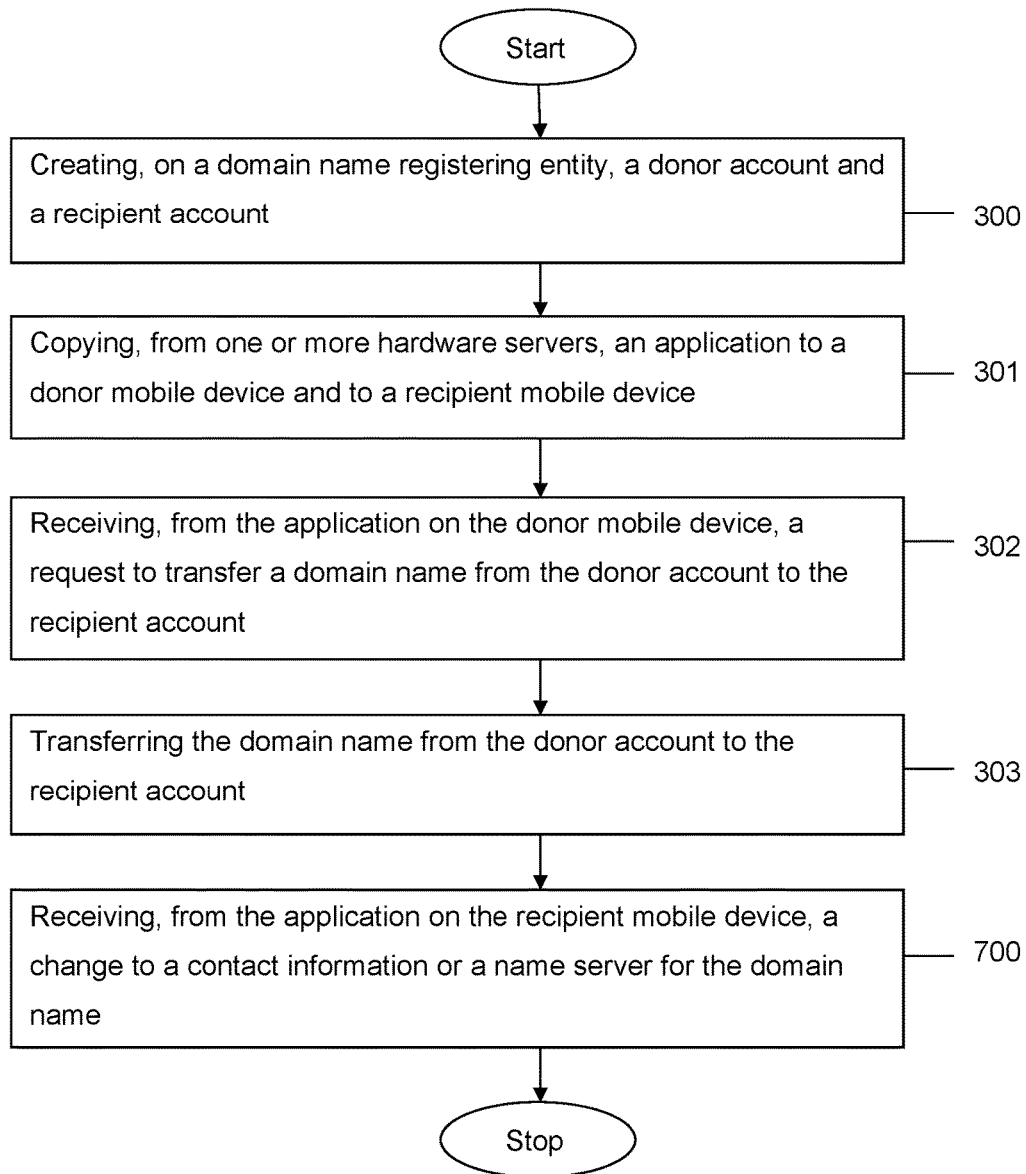 Start
Creating, on a domain name registering entity, a donor account and
a recipient account
300
Copying, from one or more hardware servers, an application to a
donor mobile device and to a recipient mobile device
301
Receiving, from the application on the donor mobile device, a
request to transfer a domain name from the donor account to the
recipient account
302
Transferring the domain name from the donor account to the
recipient account
303
Receiving, from the application on the recipient mobile device, a
change to a contact information or a name server for the domain
name
700
Stop